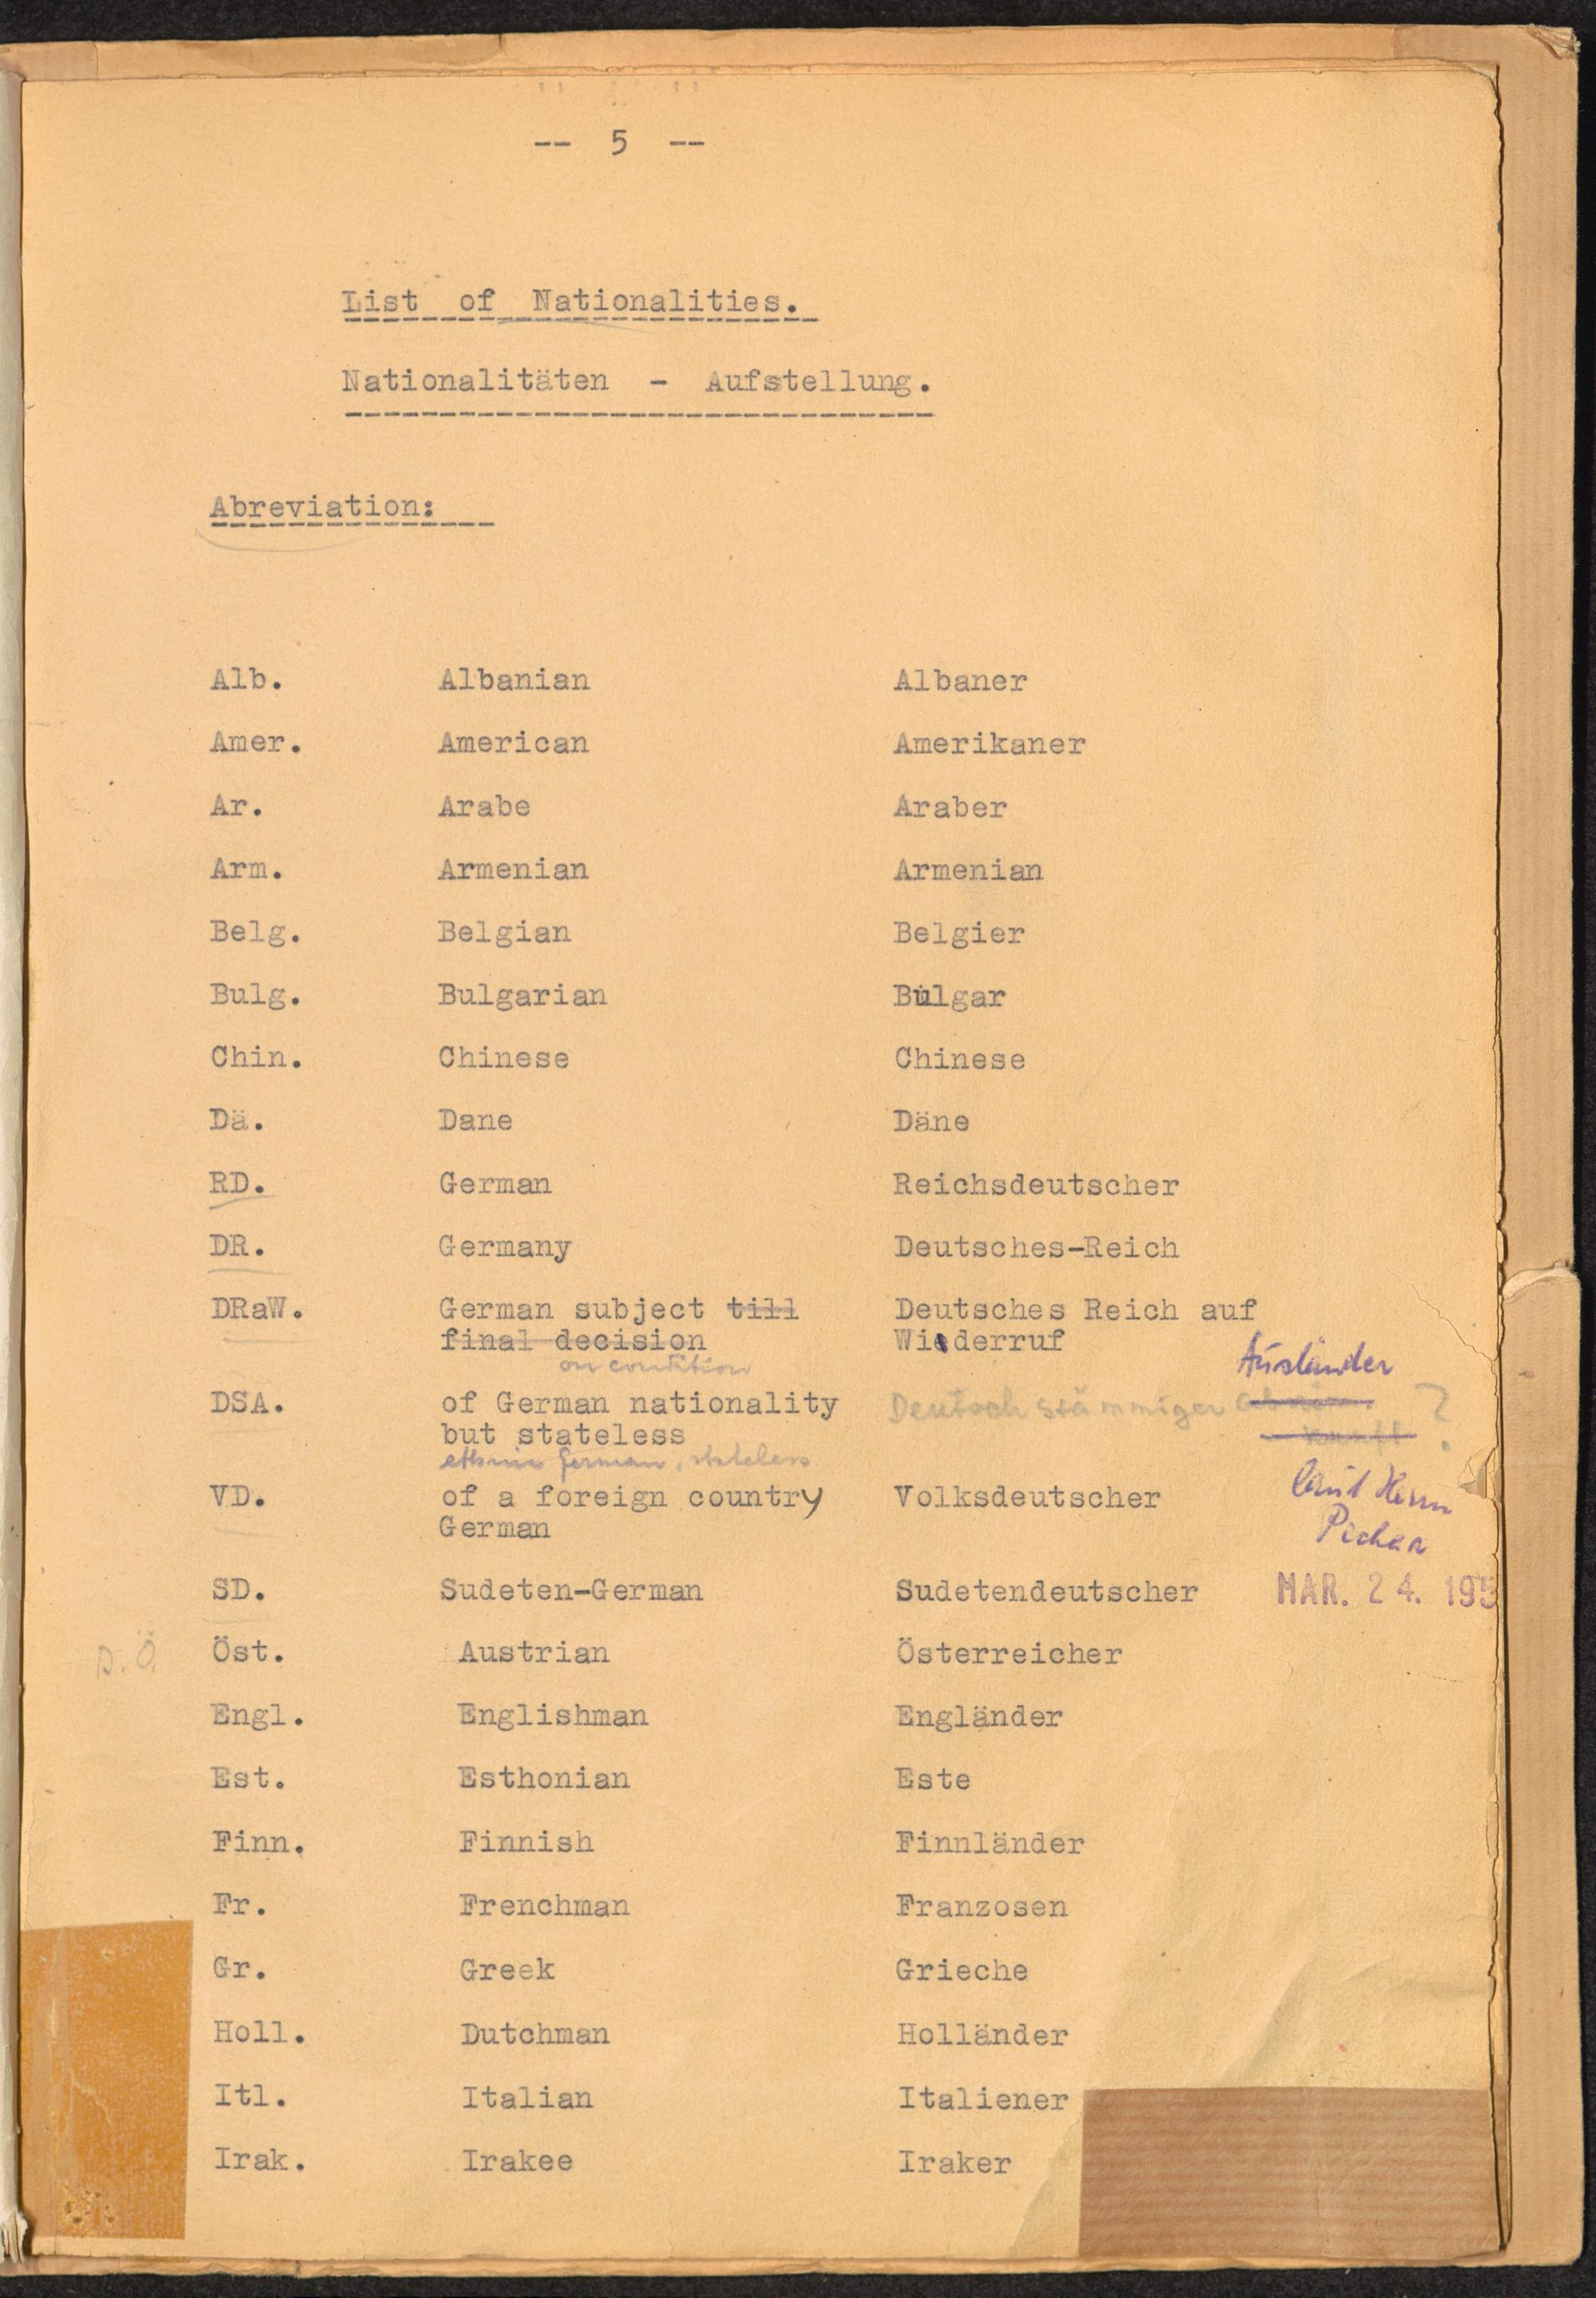 -- 5 --
List of Nationalities.
Nationalitäten - Aufstellung.
Abreviation:
Alb. Albanian Albaner
Amer. American Amerikaner
Ar. Arabe Araber
Arm. Armenian Armenian
Belg. Belgian Belgier
Bulg. Bulgarian Bulgar
Chin. Chinese Chinese
Dä. Dane Däne
RD. German Reichsdeutscher
DR. Germany Deutsches-Reich
DRaW. German subject till Deutsches Reich auf
final decision Wiederruf
on condition Ausländer
DSA. of German nationality Deutsch stämmiger ?
but stateless
ethnic German, stateless
VD. of a foreign country Volksdeutscher laut Herrn
German
SD. Sudeten-German Sudetendeutscher MAR. 24. 195
D.Ö. Öst. Austrian Österreicher
Engl. Englishman Engländer
Est. Esthonian Este
Finn. Finnish Finnländer
Fr. Frenchman Franzosen
Gr. Greek Grieche
Holl. Dutchman Holländer
Itl. Italian Italiener
Irak. Irakee Iraker